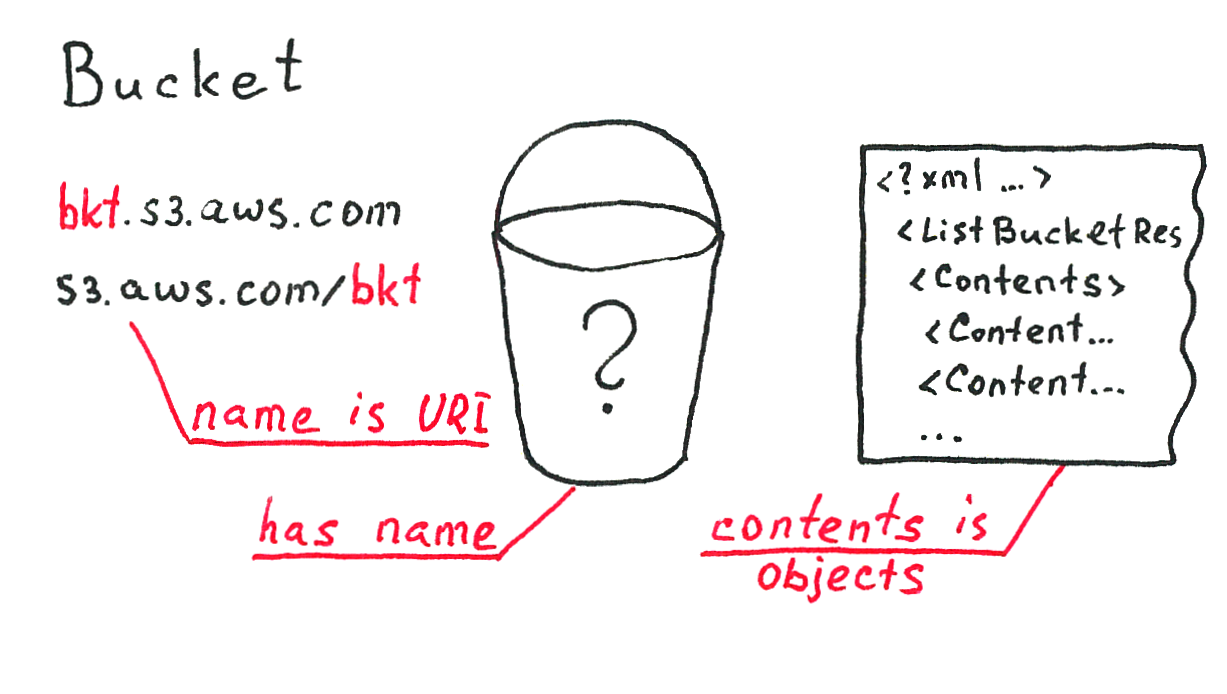 Bucket
bkt.s3.aws.com
s3.aws.com/bkt
name is URI
has name
?
<?xml ...>
<ListBucketRes
<Contents>
<Content...
<Content...
...
contents is
objects